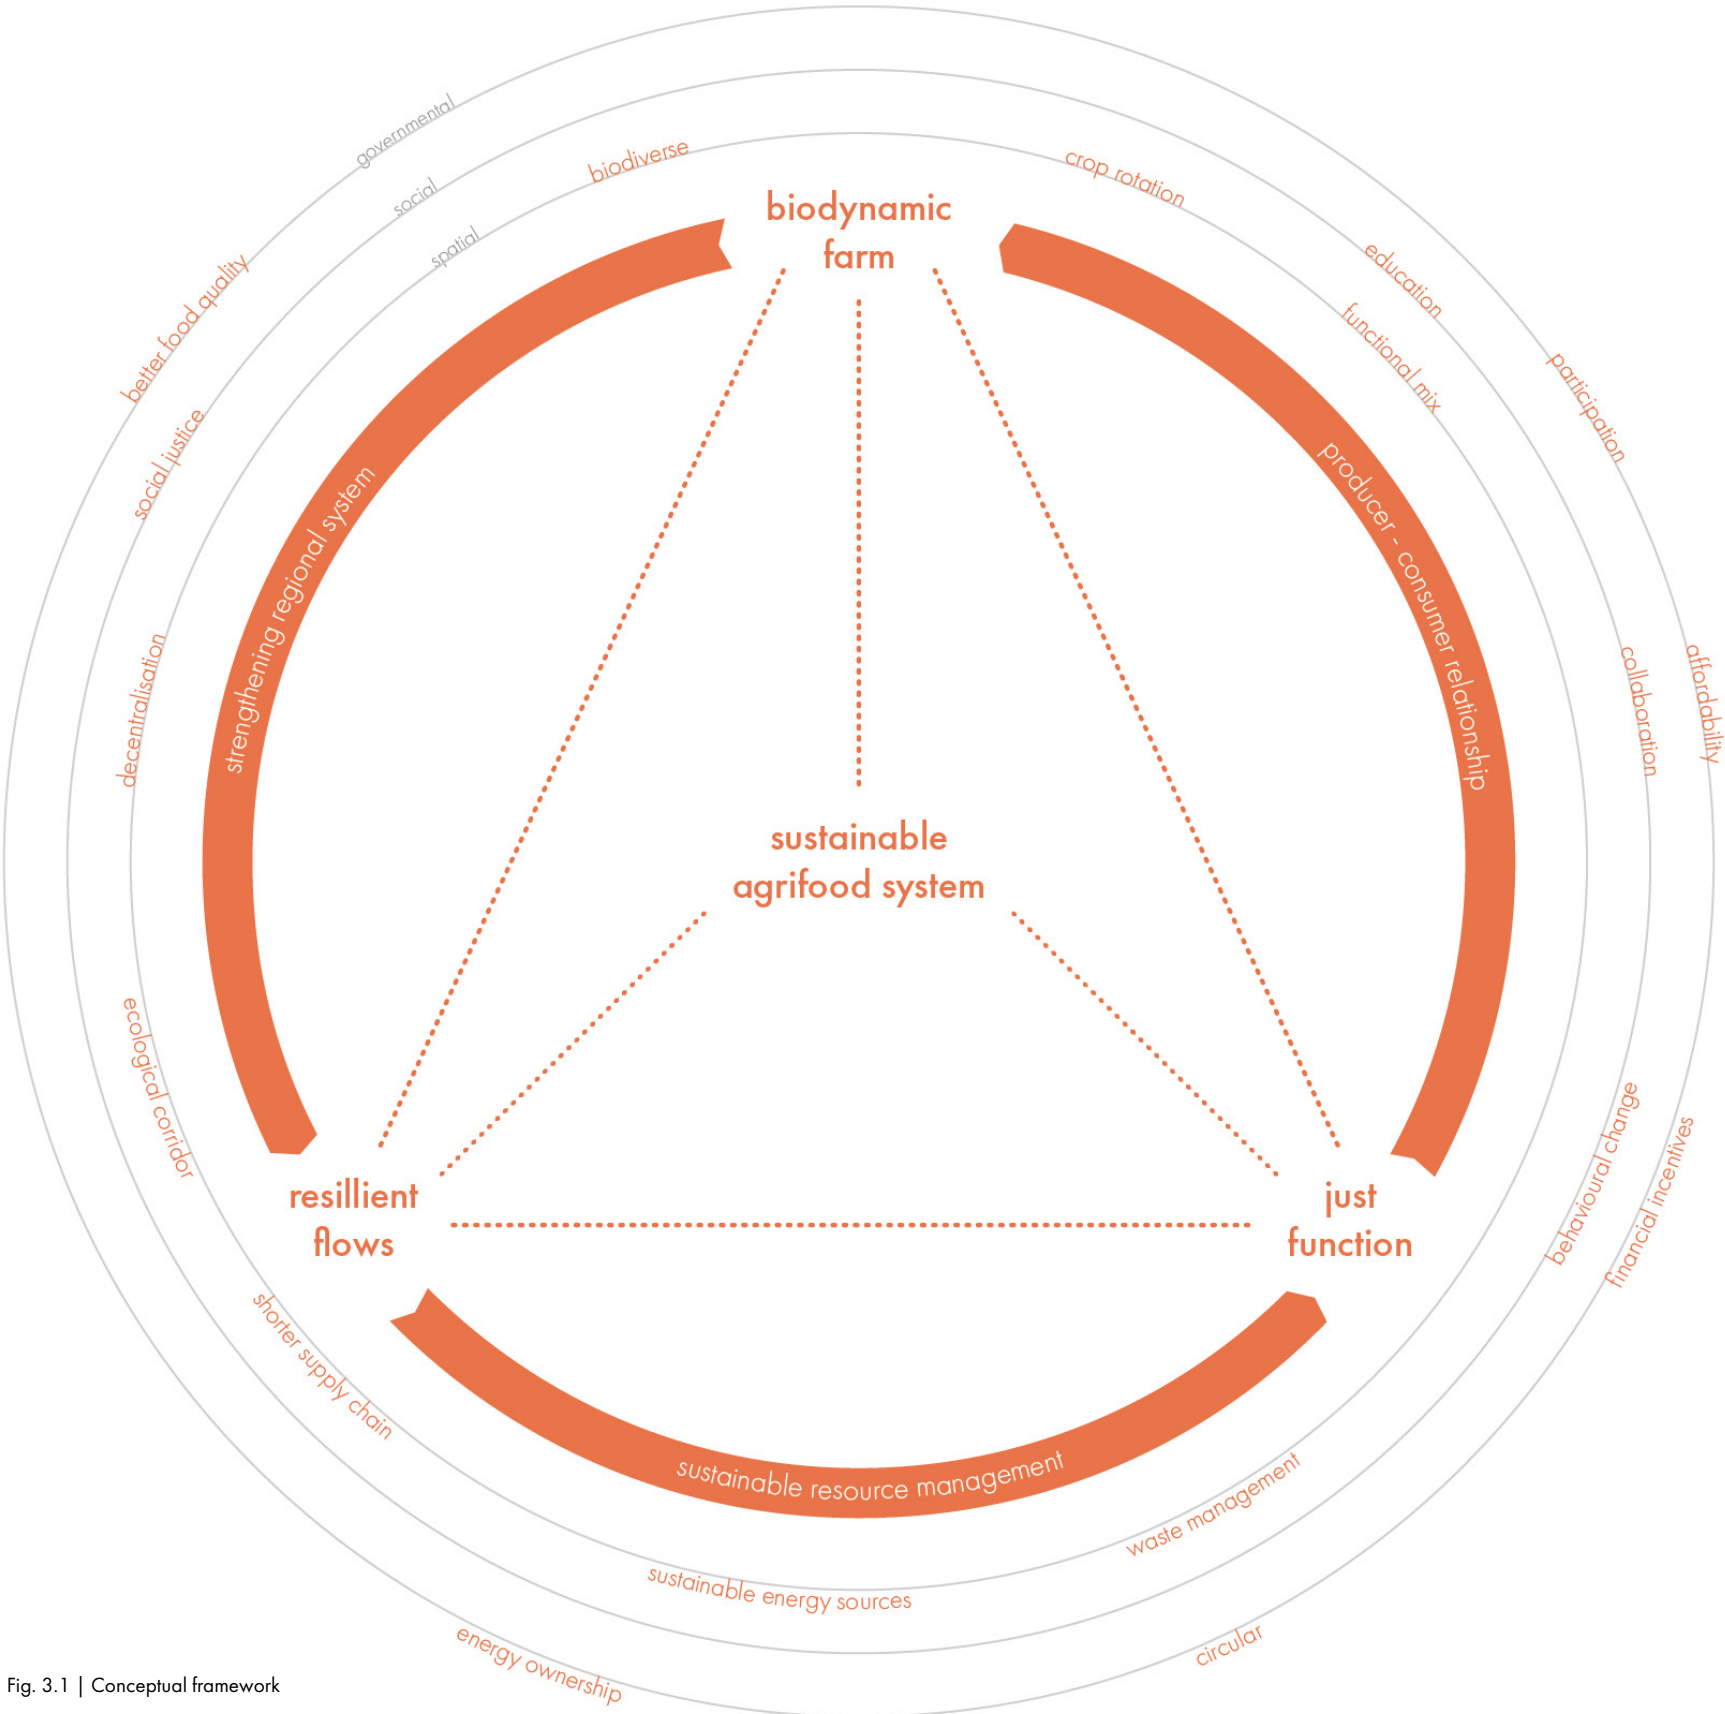 governmental
social
spatial
biodiverse
crop rotation
education
functional mix
participation
better food quality
social justice
decentralisation
ecological corridor
shorter supply chain
collaboration
affordability
behavioural change
financial incentives
waste management
sustainable energy sources
circular
energy ownership
biodynamic
farm
strengthening regional system
producer - consumer relationship
sustainable
agrifood system
resillient
flows
just
function
sustainable resource management
Fig. 3.1 | Conceptual framework